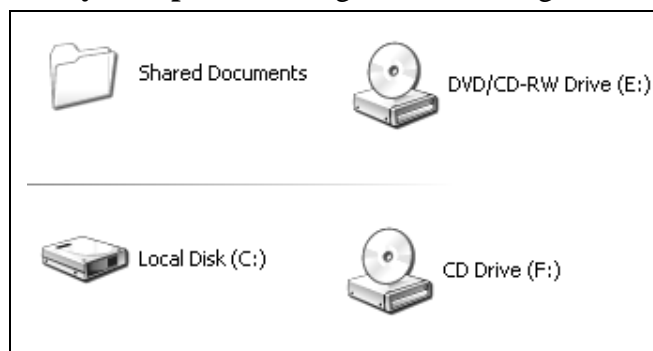 Shared Documents
DVD/CD-RW Drive (E:)
Local Disk (C:)
CD Drive (F:)